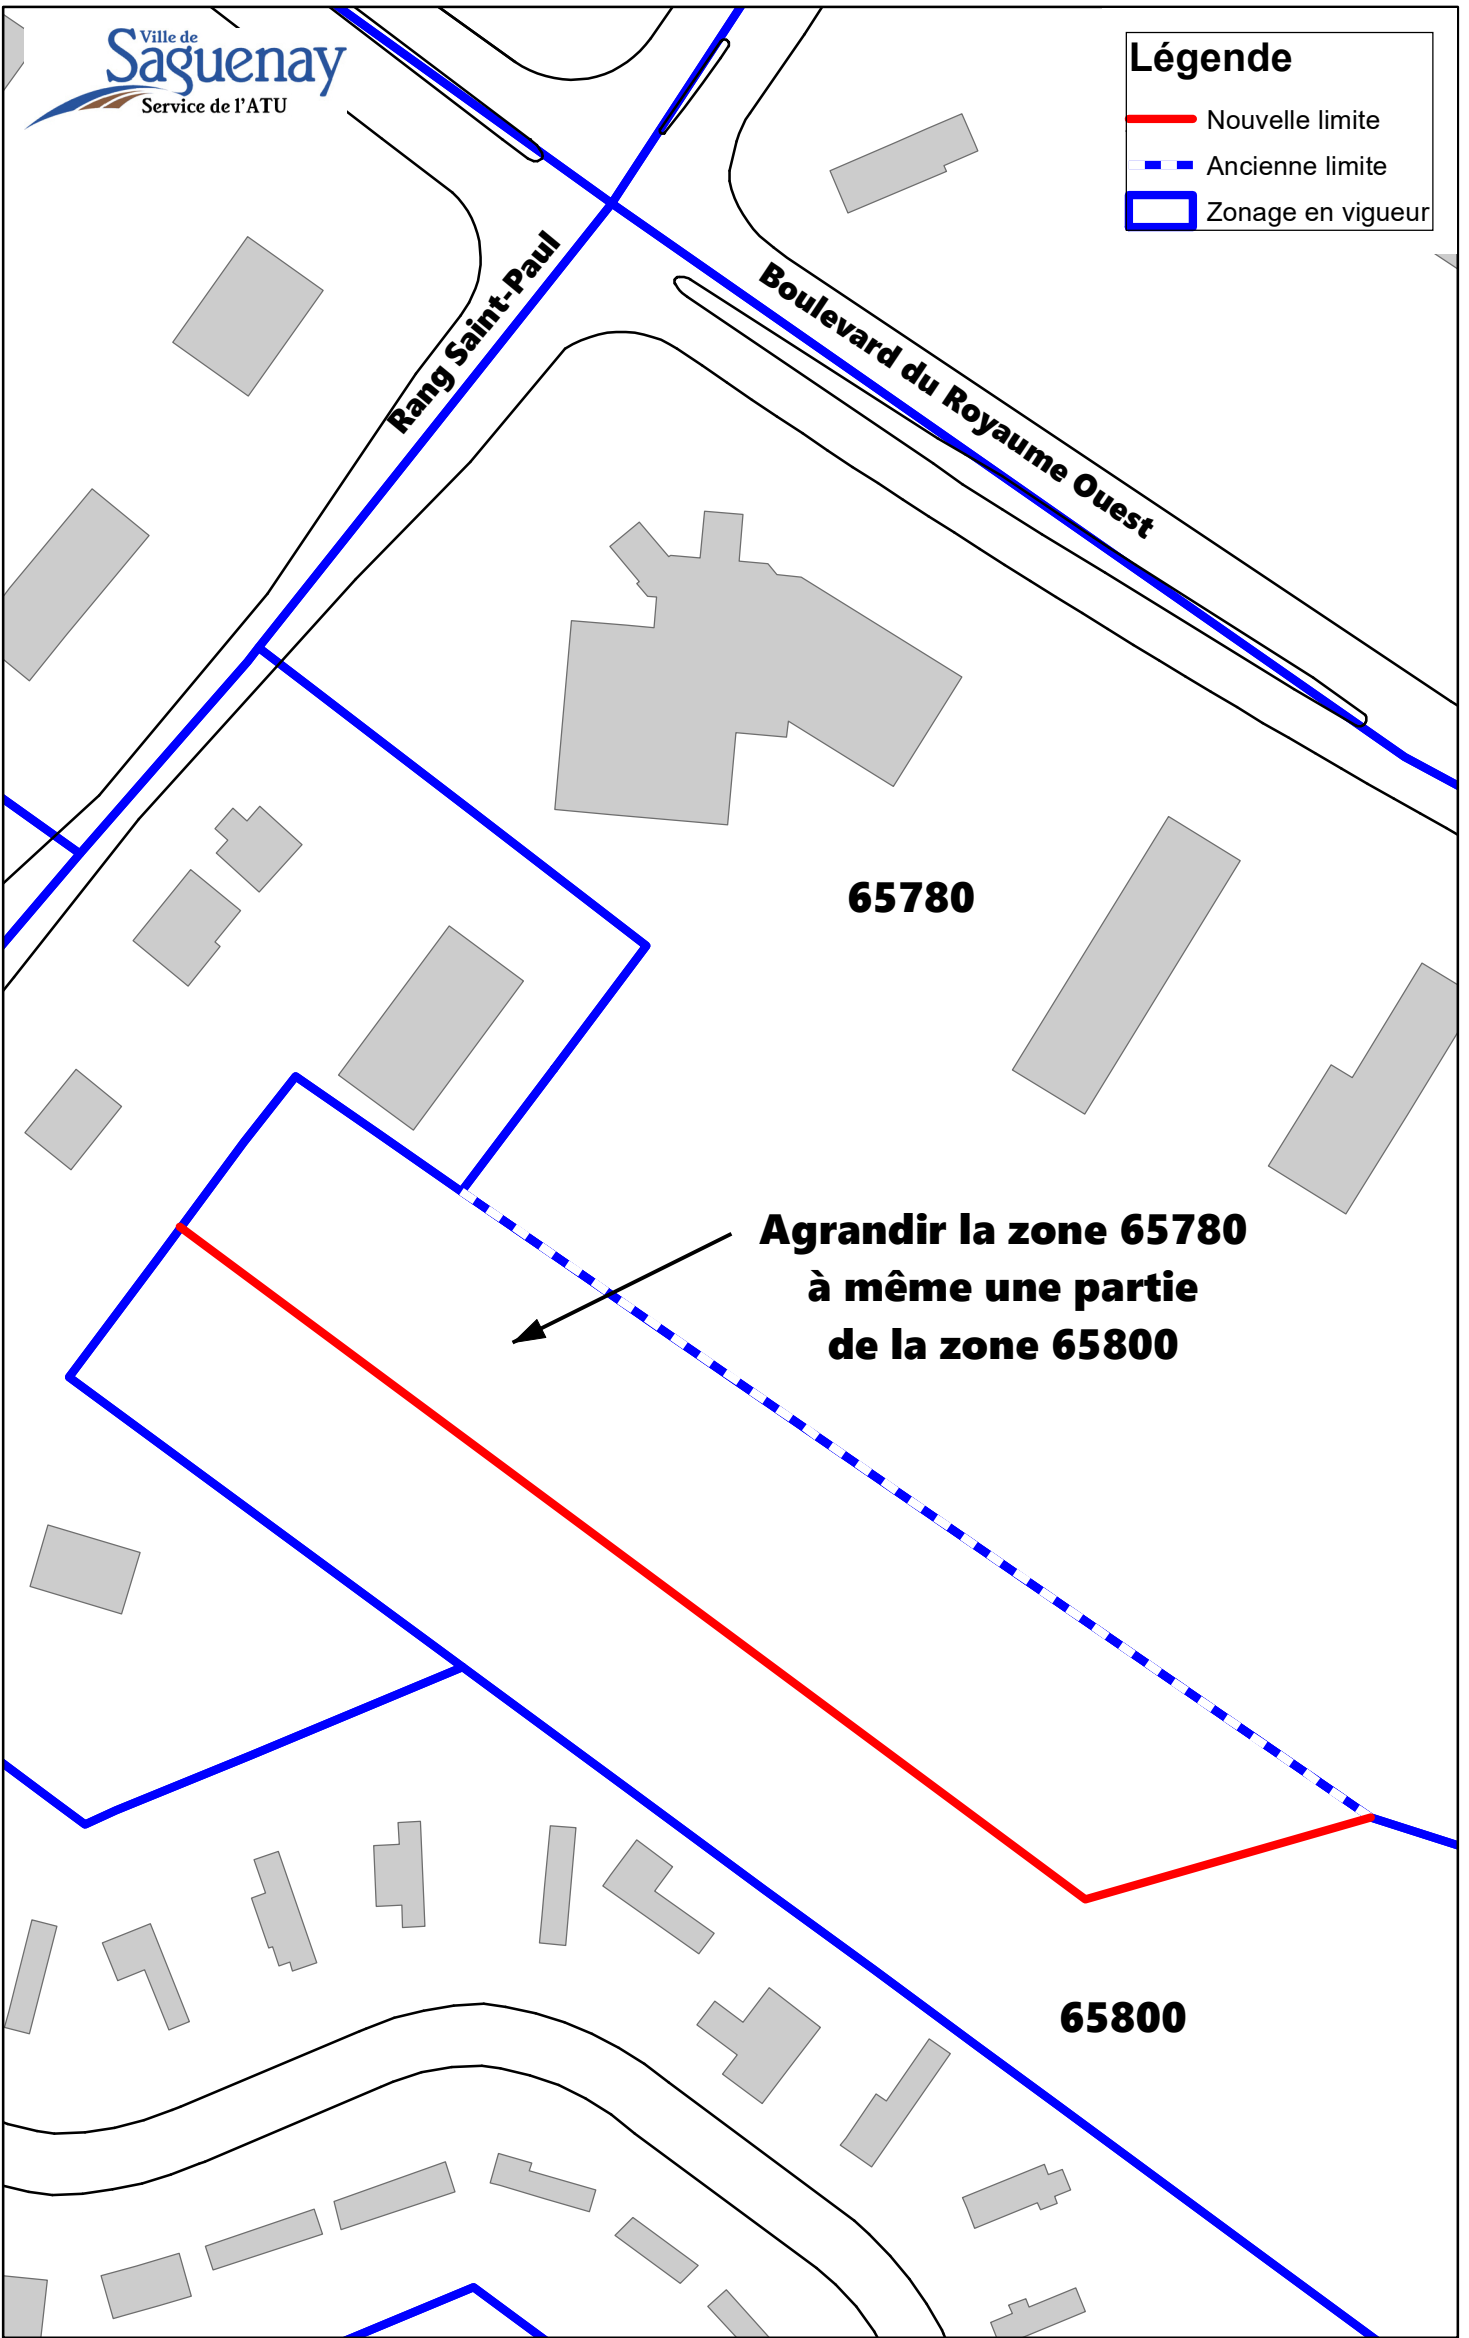 Ville de
Saguenay
Service de l'ATU
Légende
Nouvelle limite
Ancienne limite
Zonage en vigueur
Rang Saint-Paul
Boulevard du Royaume Ouest
65780
Agrandir la zone 65780
à même une partie
de la zone 65800
65800